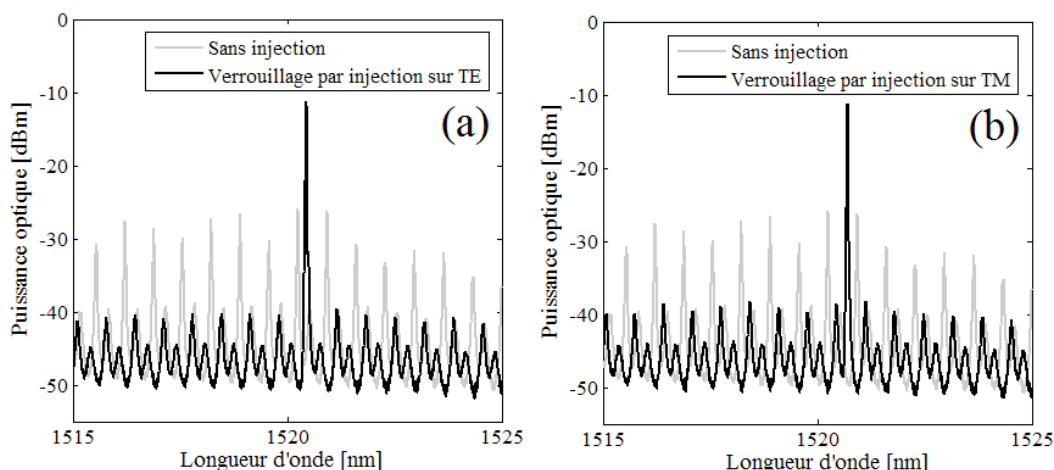 0
-10
-20
-30
-40
-50
Puissance optique [dBm]
Sans injection
Verrouillage par injection sur TE
(a)
1515
1520
1525
Longueur d'onde [nm]
0
-10
-20
-30
-40
-50
Puissance optique [dBm]
Sans injection
Verrouillage par injection sur TM
(b)
1515
1520
1525
Longueur d'onde [nm]